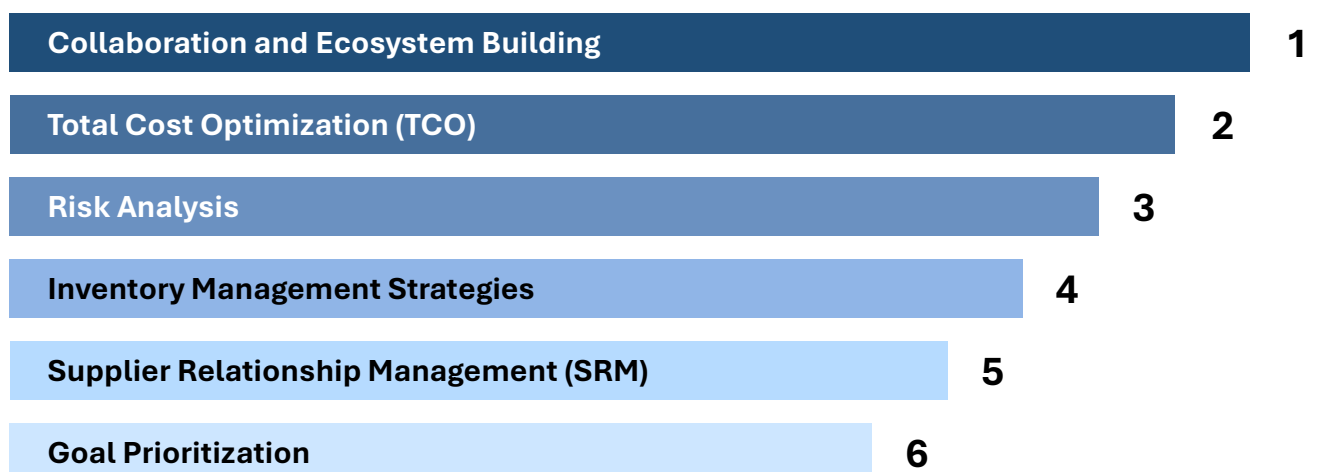 Collaboration and Ecosystem Building 1
Total Cost Optimization (TCO) 2
Risk Analysis 3
Inventory Management Strategies 4
Supplier Relationship Management (SRM) 5
Goal Prioritization 6